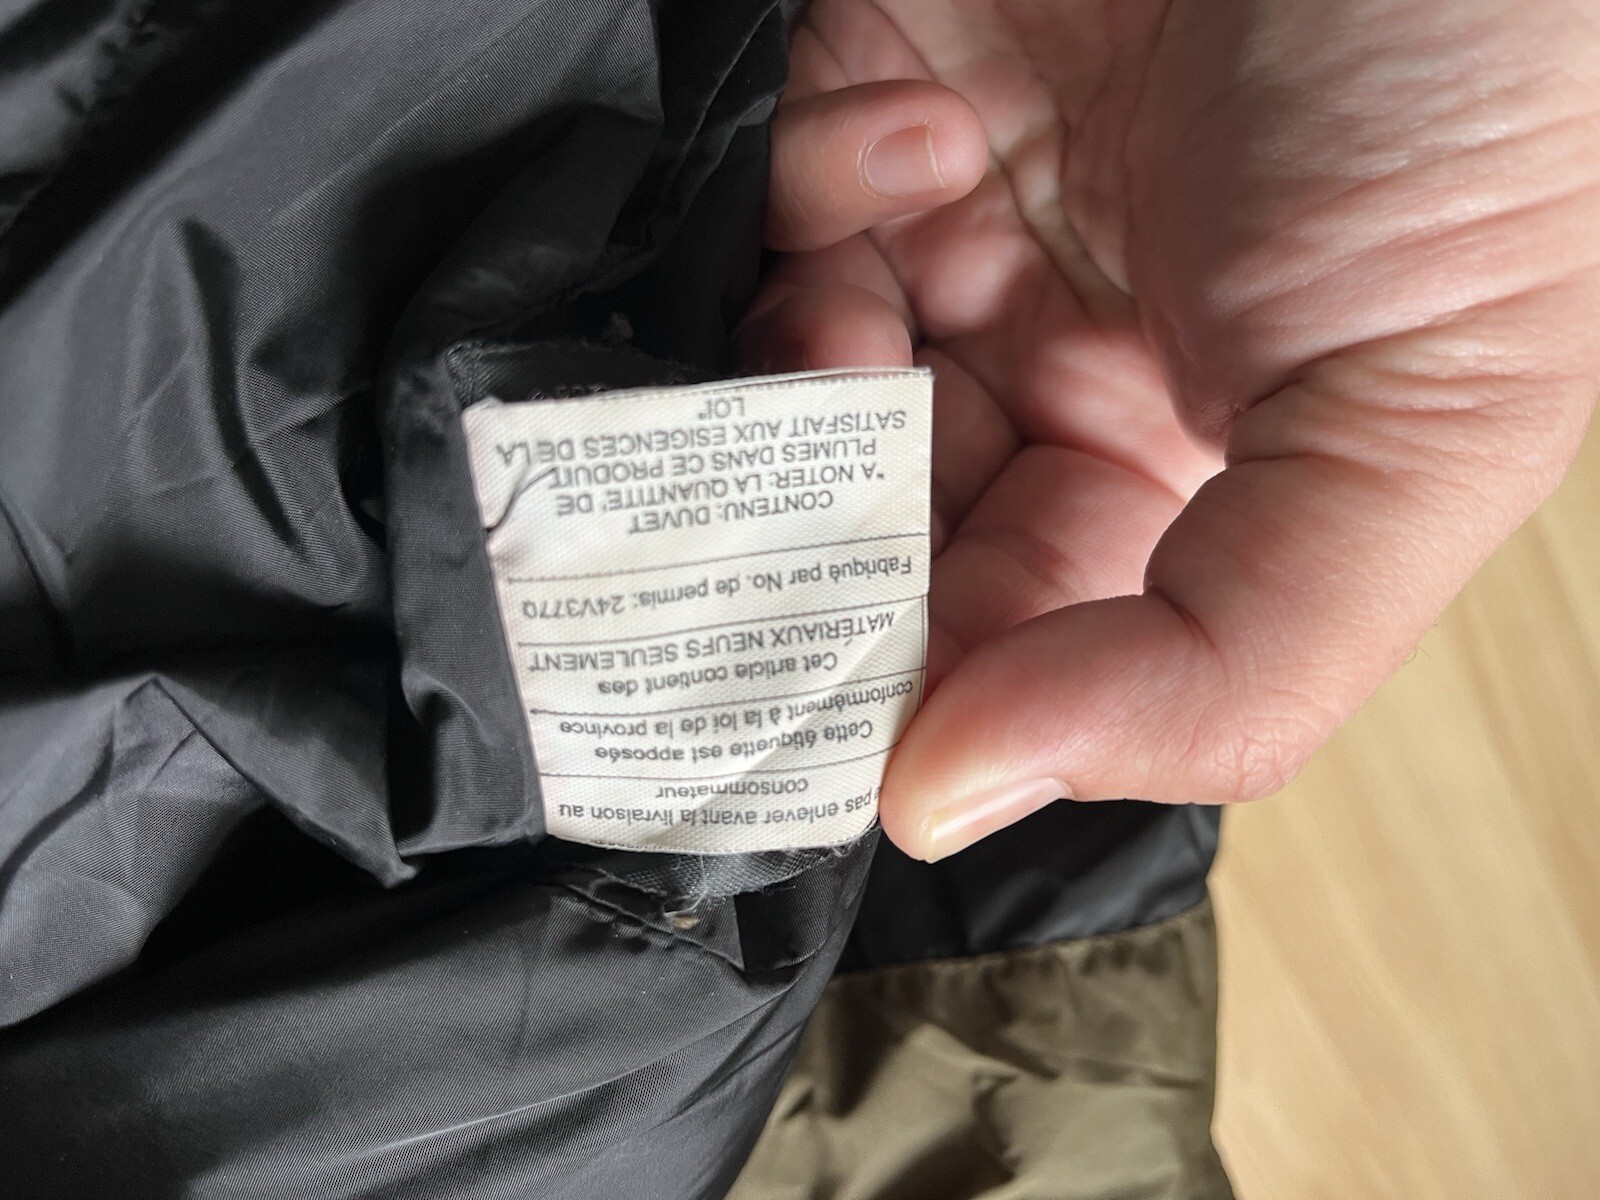 pas enlever avant la livraison au
consommateur
Cette étiquette est apposée
conformément à la loi de la province
Cet article contient des
MATÉRIAUX NEUFS SEULEMENT
Fabriqué par No. de permis: 24V377Q
CONTENU: DUVET
"A NOTER: LA QUANTITE' DE
PLUMES DANS CE PRODUIT
SATISFAIT AUX ESIGENCES DE LA
LOI"